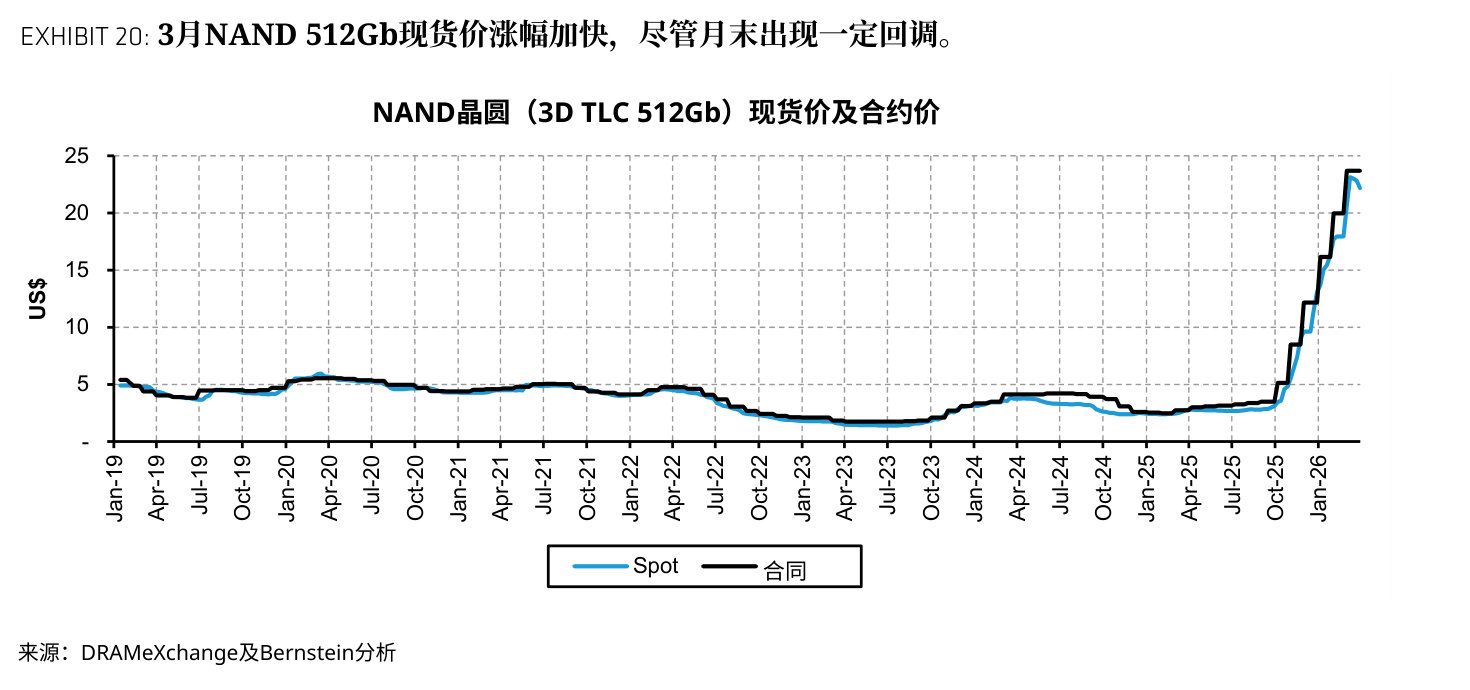 EXHIBIT 20: 3月NAND 512Gb现货价涨幅加快，尽管月末出现一定回调。
NAND晶圆（3D TLC 512Gb）现货价及合约价
US$
25
20
15
10
5
-
Jan-19 Apr-19 Jul-19 Oct-19 Jan-20 Apr-20 Jul-20 Oct-20 Jan-21 Apr-21 Jul-21 Oct-21 Jan-22 Apr-22 Jul-22 Oct-22 Jan-23 Apr-23 Jul-23 Oct-23 Jan-24 Apr-24 Jul-24 Oct-24 Jan-25 Apr-25 Jul-25 Oct-25 Jan-26
Spot 合同
来源：DRAMeXchange及Bernstein分析